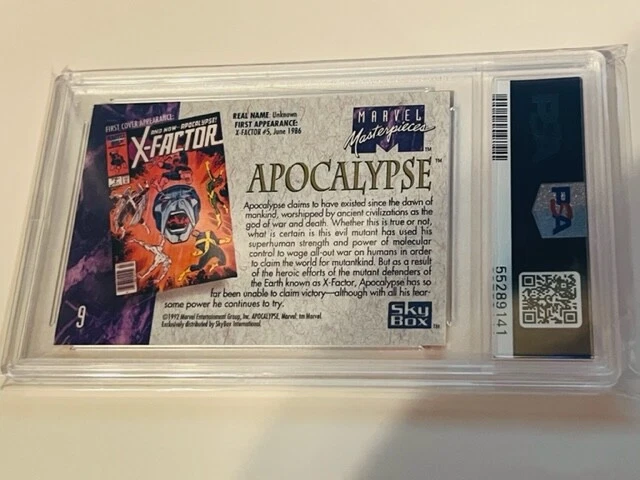 FIRST COVER APPEARANCE:
AND NOW--APOCALYPSE!
X-FACTOR
REAL NAME: Unknown
FIRST APPEARANCE:
X-FACTOR #5, June 1986
MARVEL
Masterpieces™
APOCALYPSE™
Apocalypse claims to have existed since the dawn of
mankind, worshipped by ancient civilizations as the
god of war and death. Whether this is true or not,
what is certain is this evil mutant has used his
superhuman strength and power of molecular
control to wage all-out war on humans in order
to claim the world for mutantkind. But as a result
of the heroic efforts of the mutant defenders of
the Earth known as X-Factor, Apocalypse has so
far been unable to claim victory—although with all his fear-
some power he continues to try.
9
©1992 Marvel Entertainment Group, Inc. APOCALYPSE, Marvel: tm Marvel.
Exclusively distributed by SkyBox International.
SKY
BOX™
55289141
PSA